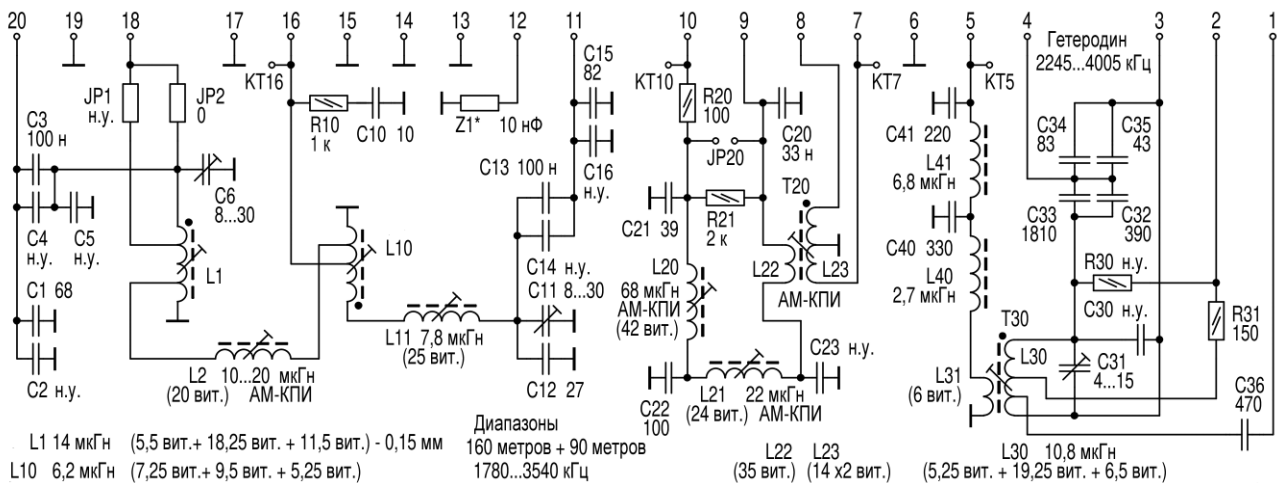 20 19 18 17 16 15 14 13 12 11 10 9 8 7 6 5 4 3 2 1
JP1
н.у.
JP2
0
C3
100 н
C6
8...30
C4
н.у.
C5
н.у.
C1 68
C2 н.у.
L1
L2 10...20 мкГн
(20 вит.) АМ-КПИ
КТ16
R10
1 к
C10 10
L10
L11 7,8 мкГн
(25 вит.)
Z1* 10 нФ
C15
82
C16
н.у.
C13 100 н
C14 н.у.
C11 8...30
C12 27
КТ10
R20
100
JP20
C20
33 н
C21 39
R21
2 к
T20
L22
L23
АМ-КПИ
L20
68 мкГн
АМ-КПИ
(42 вит.)
C22
100
L21 22 мкГн
(24 вит.) АМ-КПИ
C23 н.у.
КТ7
КТ5
C41 220
L41
6,8 мкГн
C40 330
L40
2,7 мкГн
Гетеродин
2245...4005 кГц
C34
83
C35
43
C33
1810
C32
390
R30 н.у.
C30 н.у.
R31
150
T30
L30
C31
4...15
L31
(6 вит.)
C36
470
L1 14 мкГн (5,5 вит.+ 18,25 вит. + 11,5 вит.) - 0,15 мм
L10 6,2 мкГн (7,25 вит.+ 9,5 вит. + 5,25 вит.)
Диапазоны
160 метров + 90 метров
1780...3540 кГц
L22 L23
(35 вит.) (14 х2 вит.)
L30 10,8 мкГн
(5,25 вит. + 19,25 вит. + 6,5 вит.)